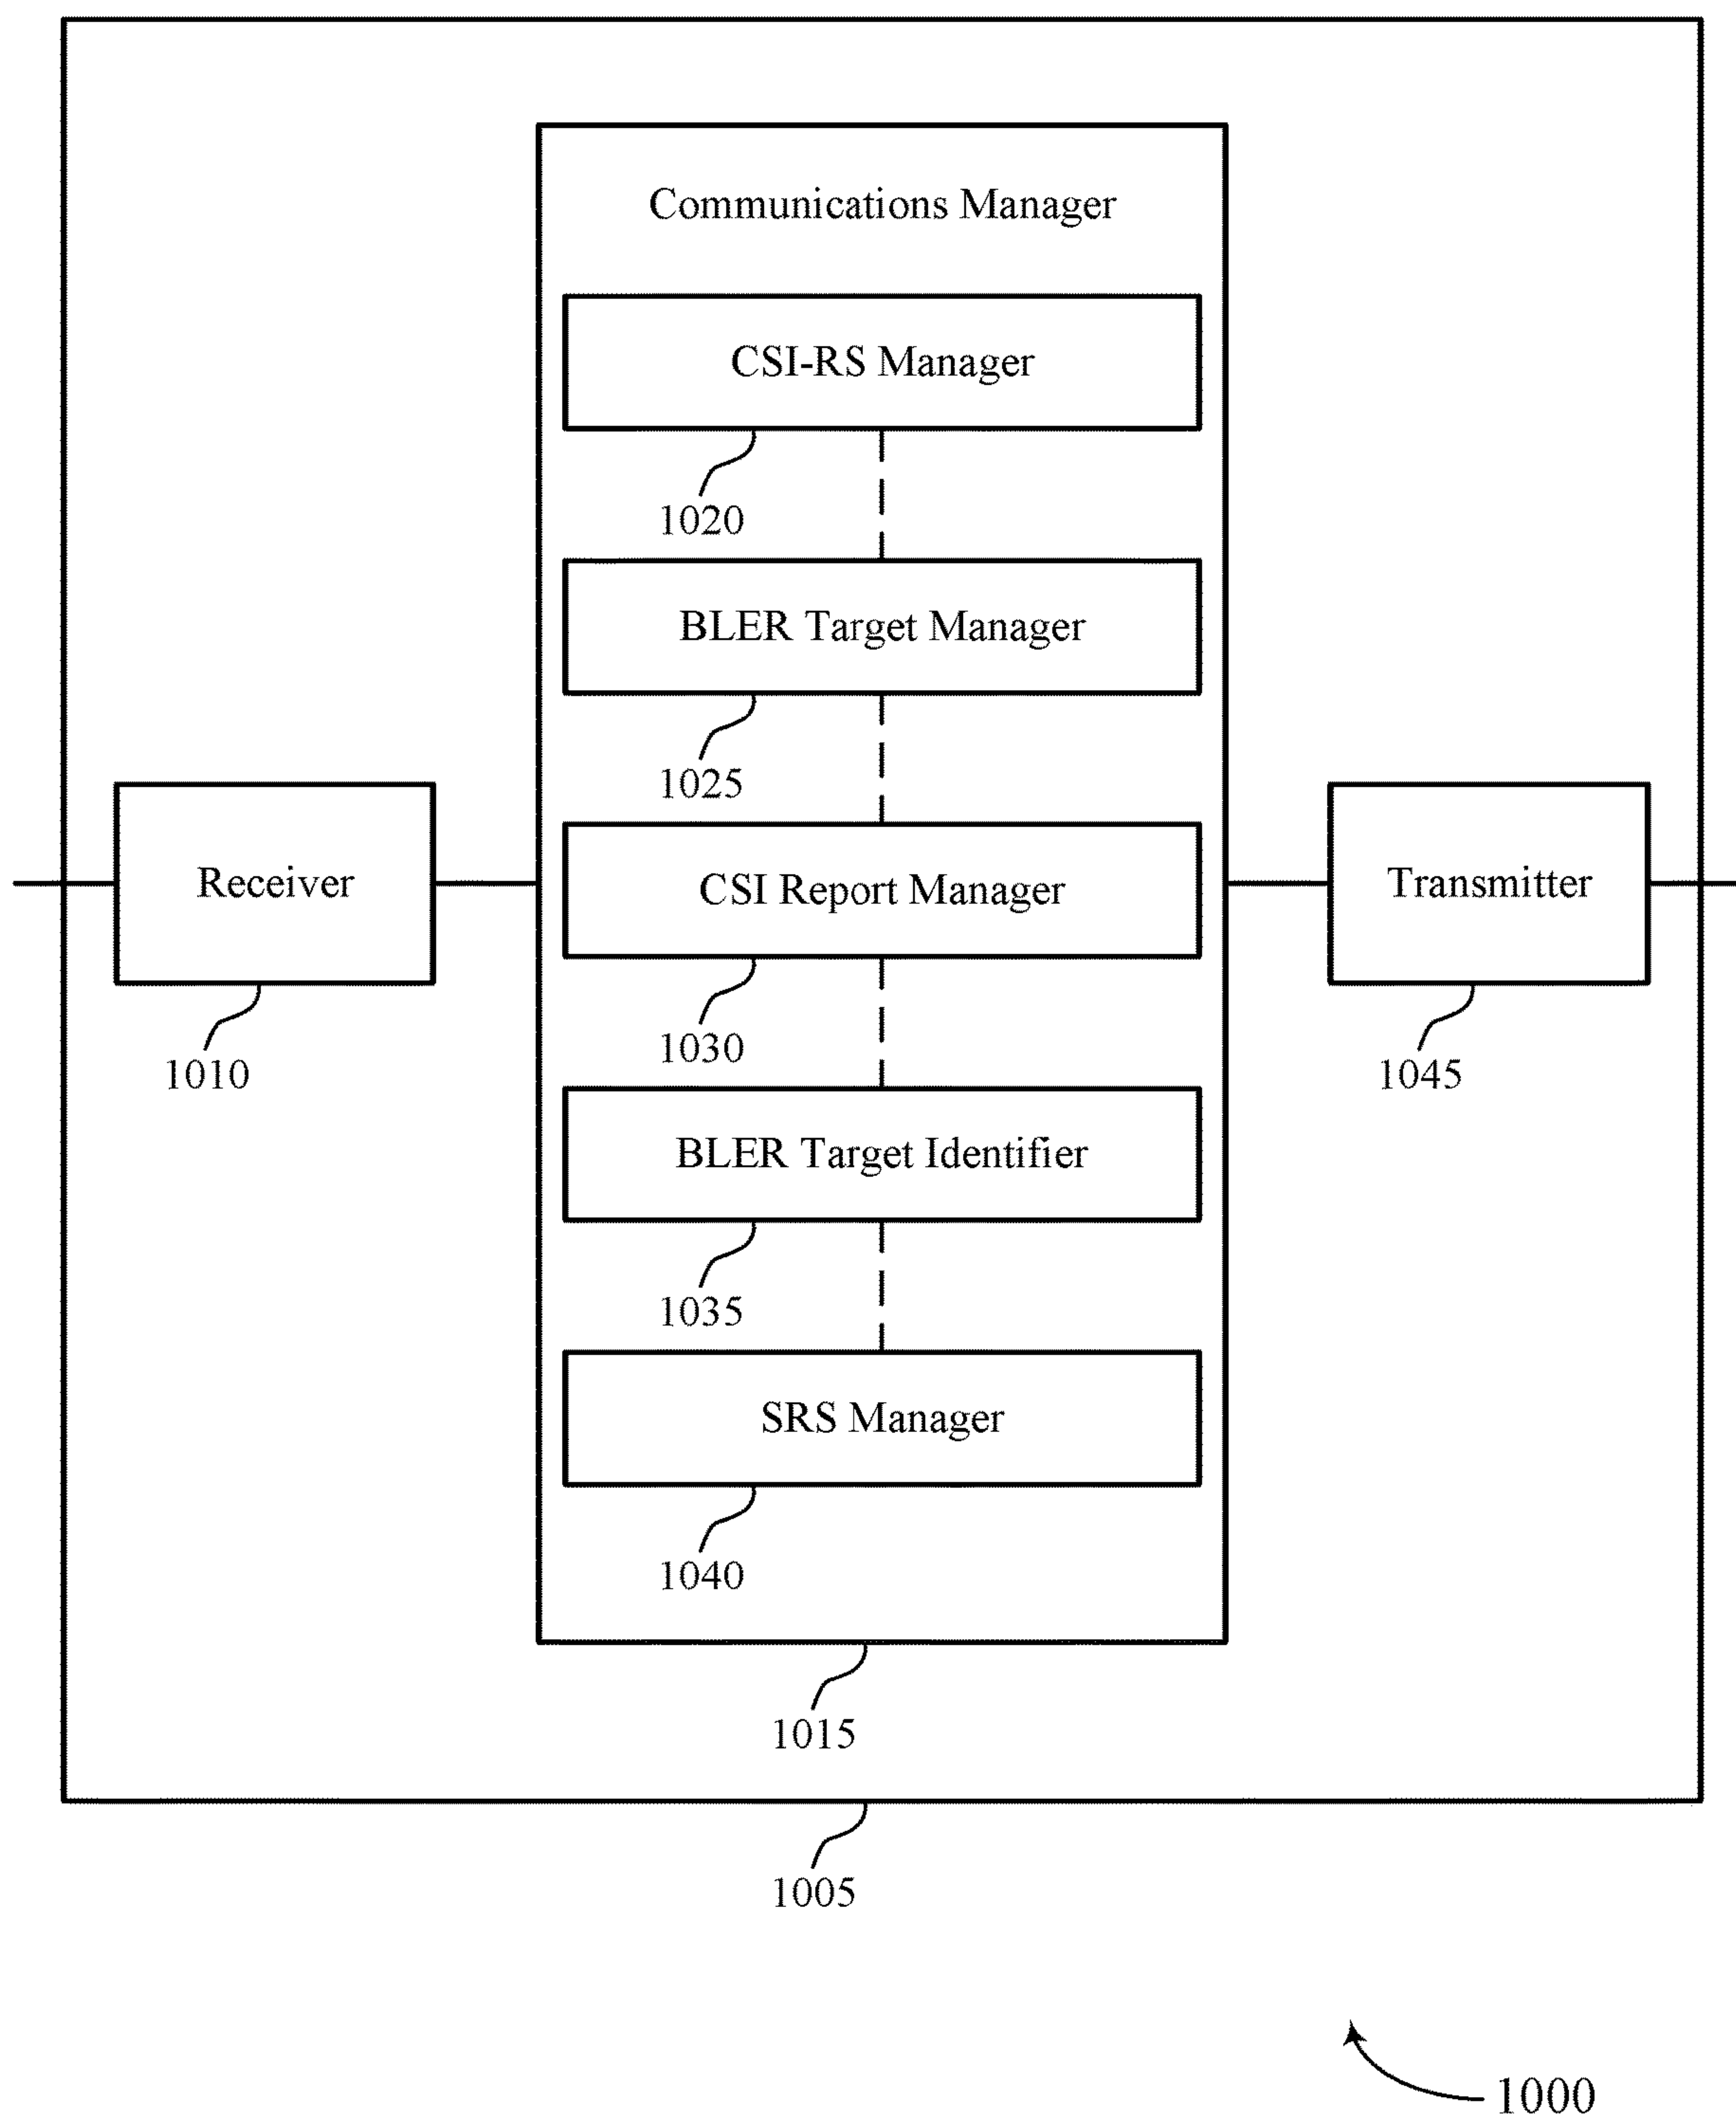 Communications Manager
CSI-RS Manager
1020
BLER Target Manager
1025
Receiver
CSI Report Manager
Transmitter
1010
1030
1045
BLER Target Identifier
1035
SRS Manager
1040
1015
1005
1000